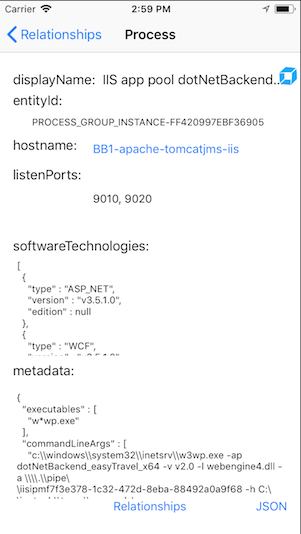 Carrier 2:59 PM
Relationships Process
displayName: IIS app pool dotNetBackend...
entityId:
PROCESS_GROUP_INSTANCE-FF420997EBF36905
hostname: BB1-apache-tomcatjms-iis
listenPorts:
9010, 9020
softwareTechnologies:
[
{
"type" : "ASP_NET",
"version" : "v3.5.1.0",
"edition" : null
},
{
"type" : "WCF",
metadata:
{
"executables" : [
"w*wp.exe"
],
"commandLineArgs" : [
"c:\\windows\\system32\\inetsrv\\w3wp.exe -ap
dotNetBackend_easyTravel_x64 -v v2.0 -l webengine4.dll -
a \\\\.\\pipe\
\iisipmf7f3e378-1c32-472d-8eba-88492a0a9f68 -h C:\
Relationships JSON